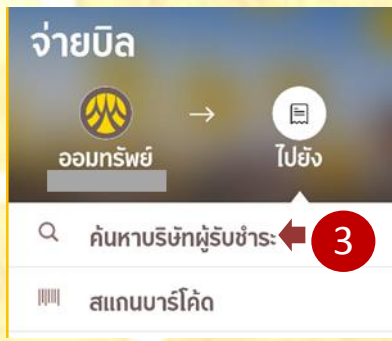 จ่ายบิล
→
ออมทรัพย์ ไปยัง
ค้นหาบริษัทผู้รับชำระ 3
สแกนบาร์โค้ด